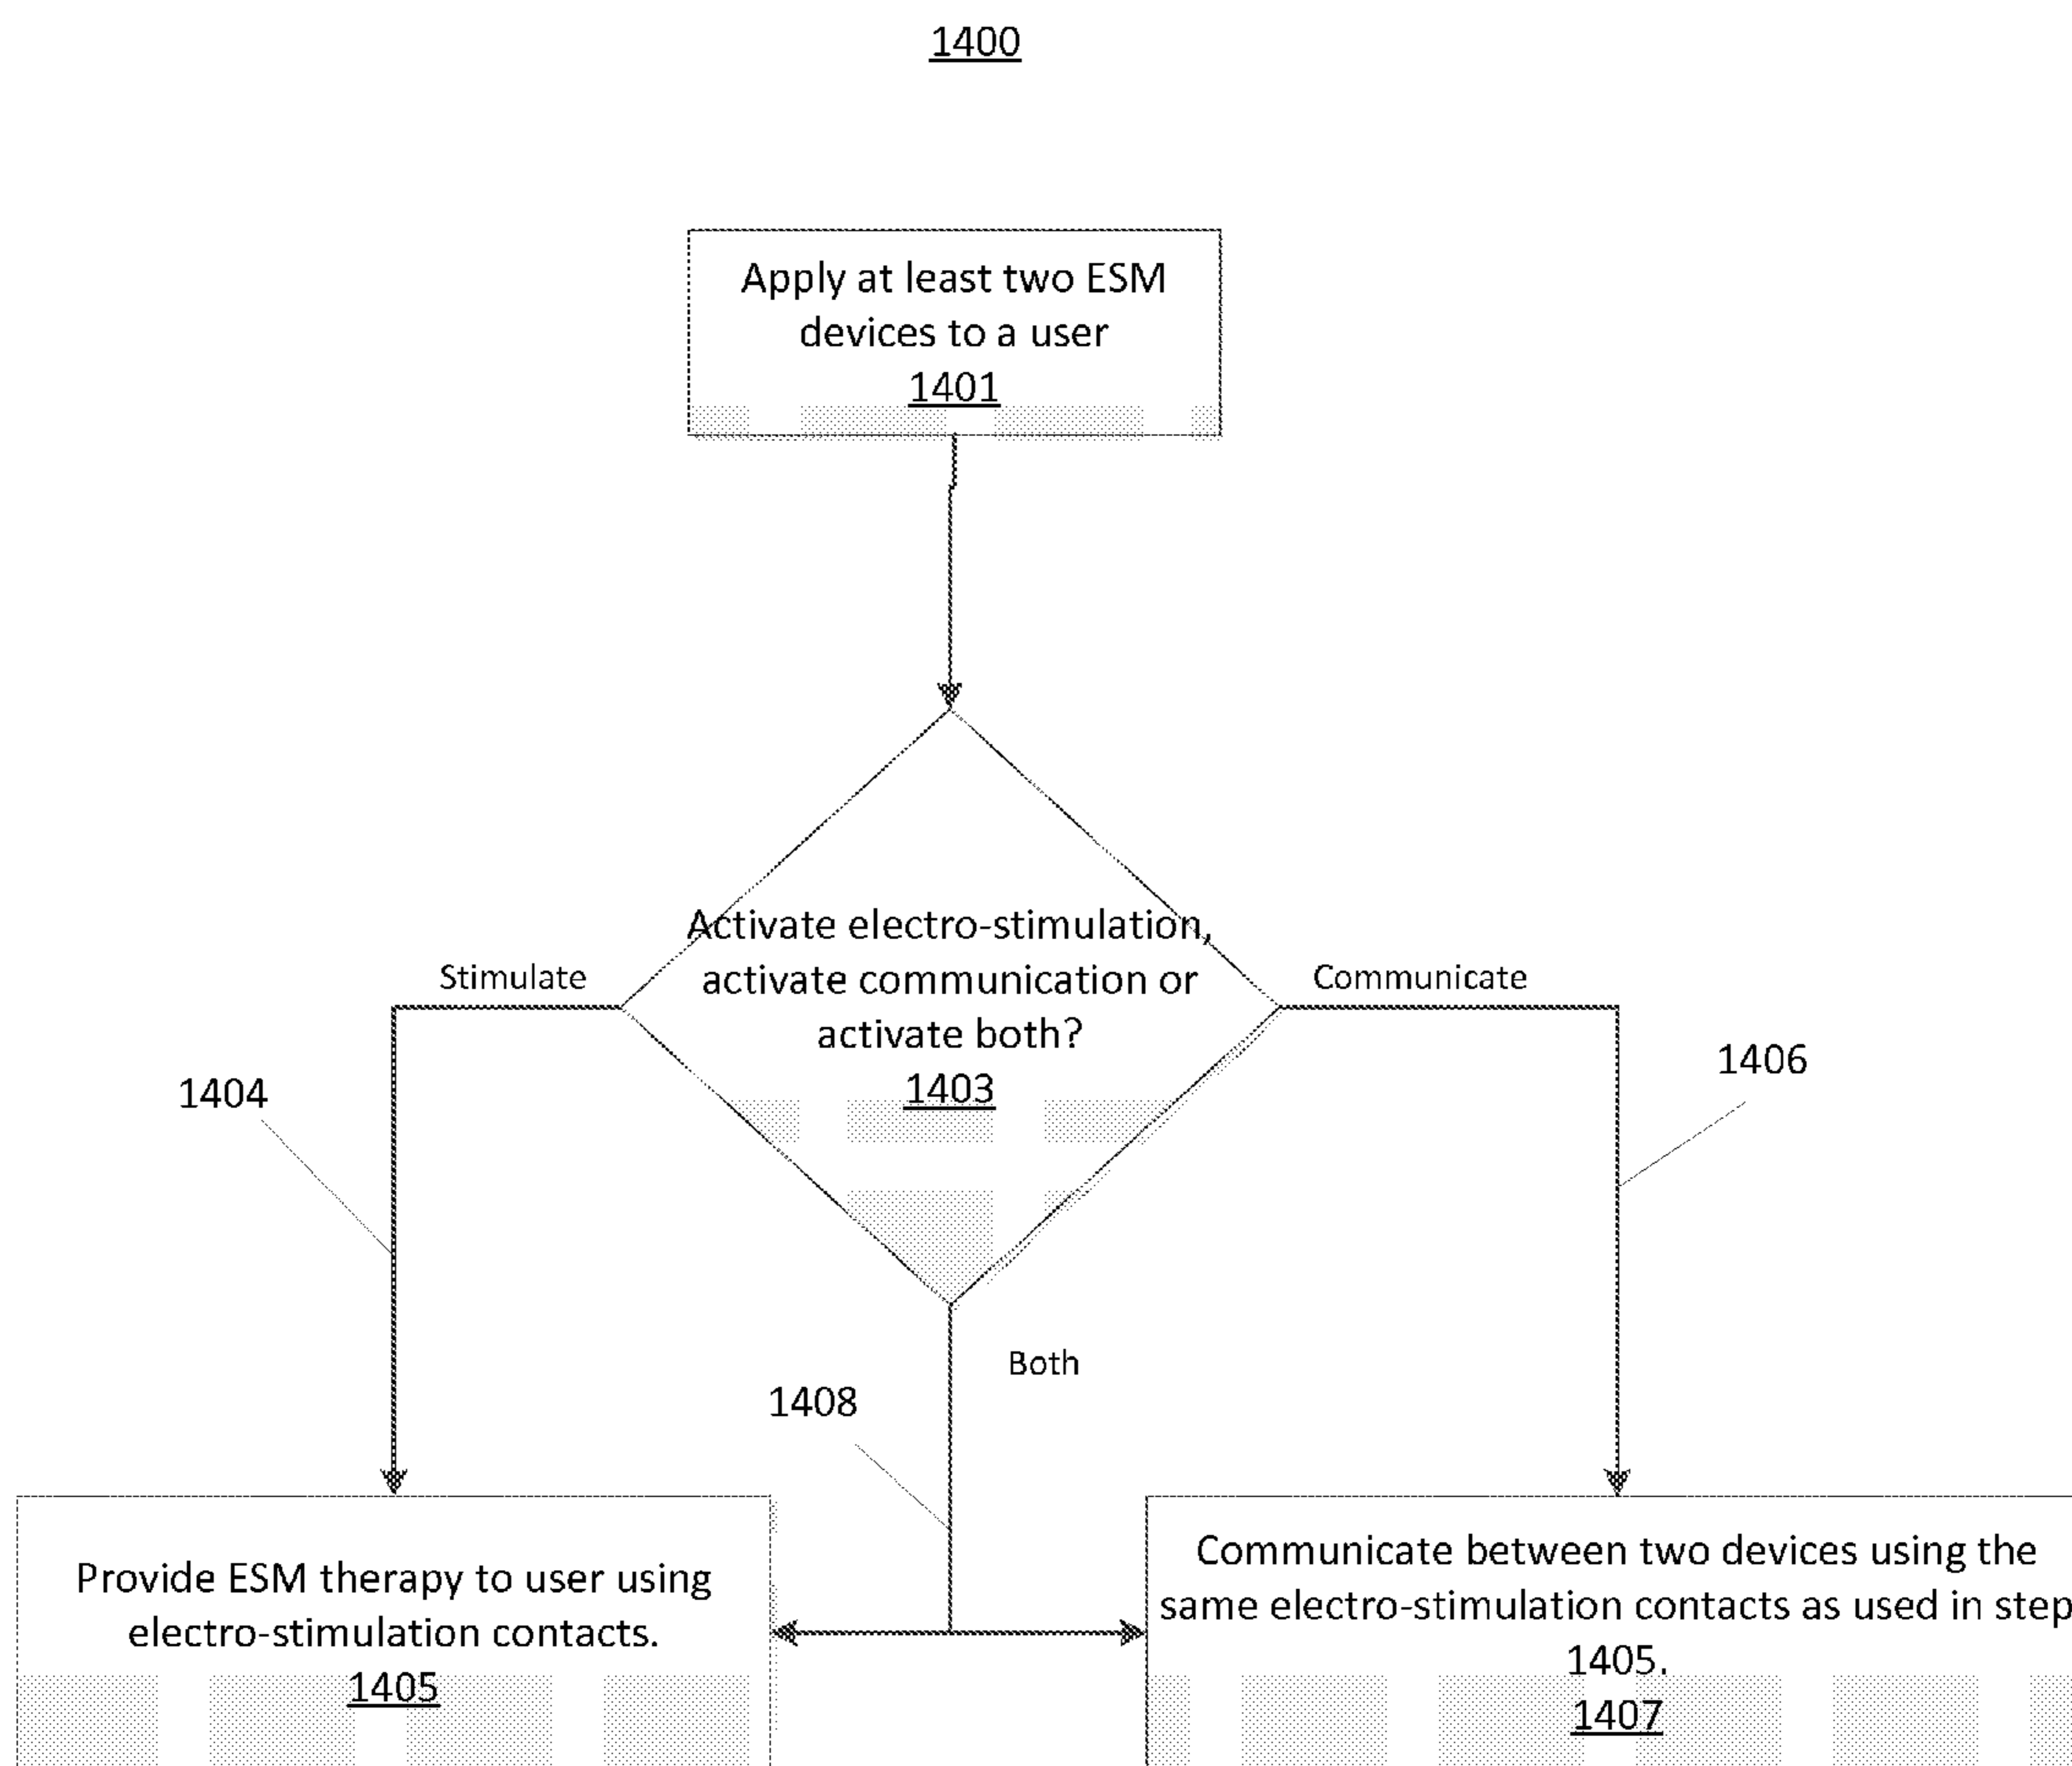 1400
Apply at least two ESM
devices to a user
1401
Activate electro-stimulation,
activate communication or
activate both?
1403
Stimulate
Communicate
1404
1406
Both
1408
Provide ESM therapy to user using
electro-stimulation contacts.
1405
Communicate between two devices using the
same electro-stimulation contacts as used in step
1405.
1407